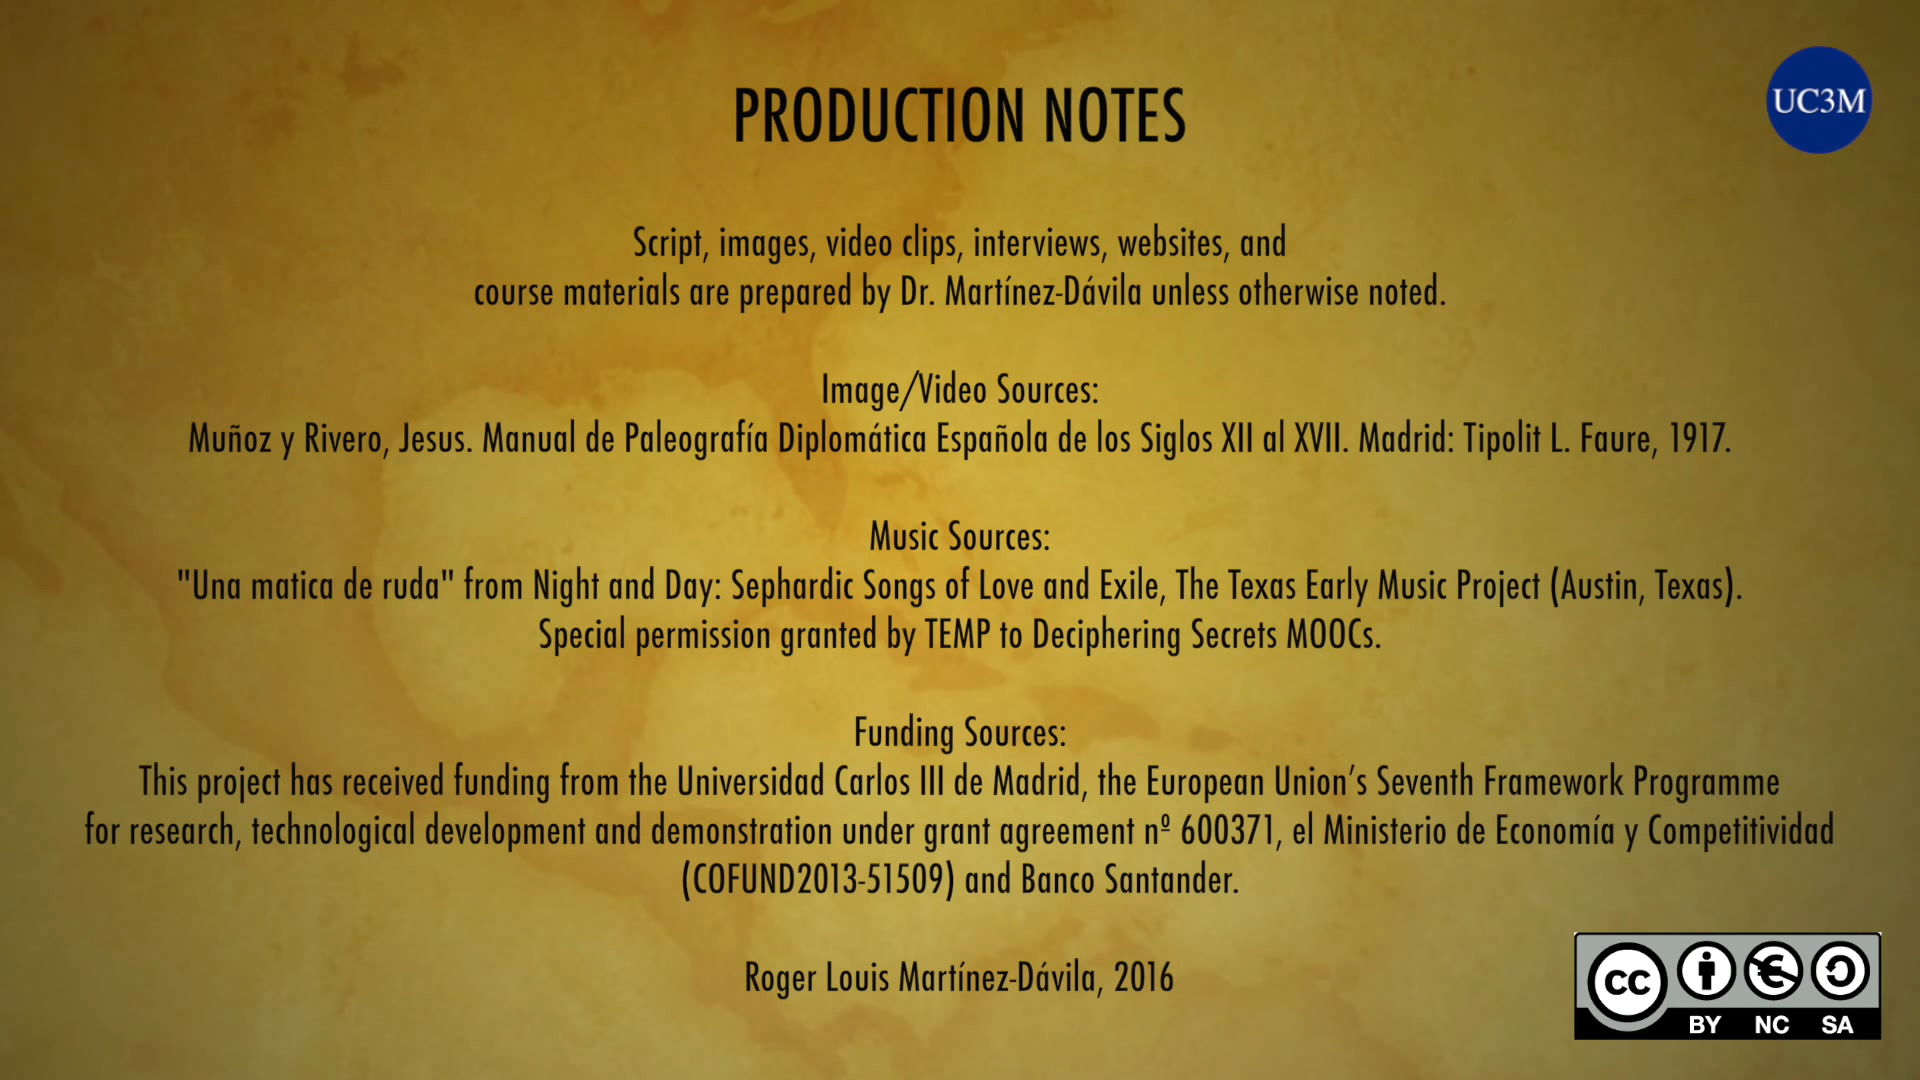 PRODUCTION NOTES
UC3M
Script, images, video clips, interviews, websites, and
course materials are prepared by Dr. Martínez-Dávila unless otherwise noted.
Image/Video Sources:
Muñoz y Rivero, Jesus. Manual de Paleografía Diplomática Española de los Siglos XII al XVII. Madrid: Tipolit L. Faure, 1917.
Music Sources:
"Una matica de ruda" from Night and Day: Sephardic Songs of Love and Exile, The Texas Early Music Project (Austin, Texas).
Special permission granted by TEMP to Deciphering Secrets MOOCs.
Funding Sources:
This project has received funding from the Universidad Carlos III de Madrid, the European Union’s Seventh Framework Programme
for research, technological development and demonstration under grant agreement nº 600371, el Ministerio de Economía y Competitividad
(COFUND2013-51509) and Banco Santander.
Roger Louis Martínez-Dávila, 2016
cc
BY NC SA